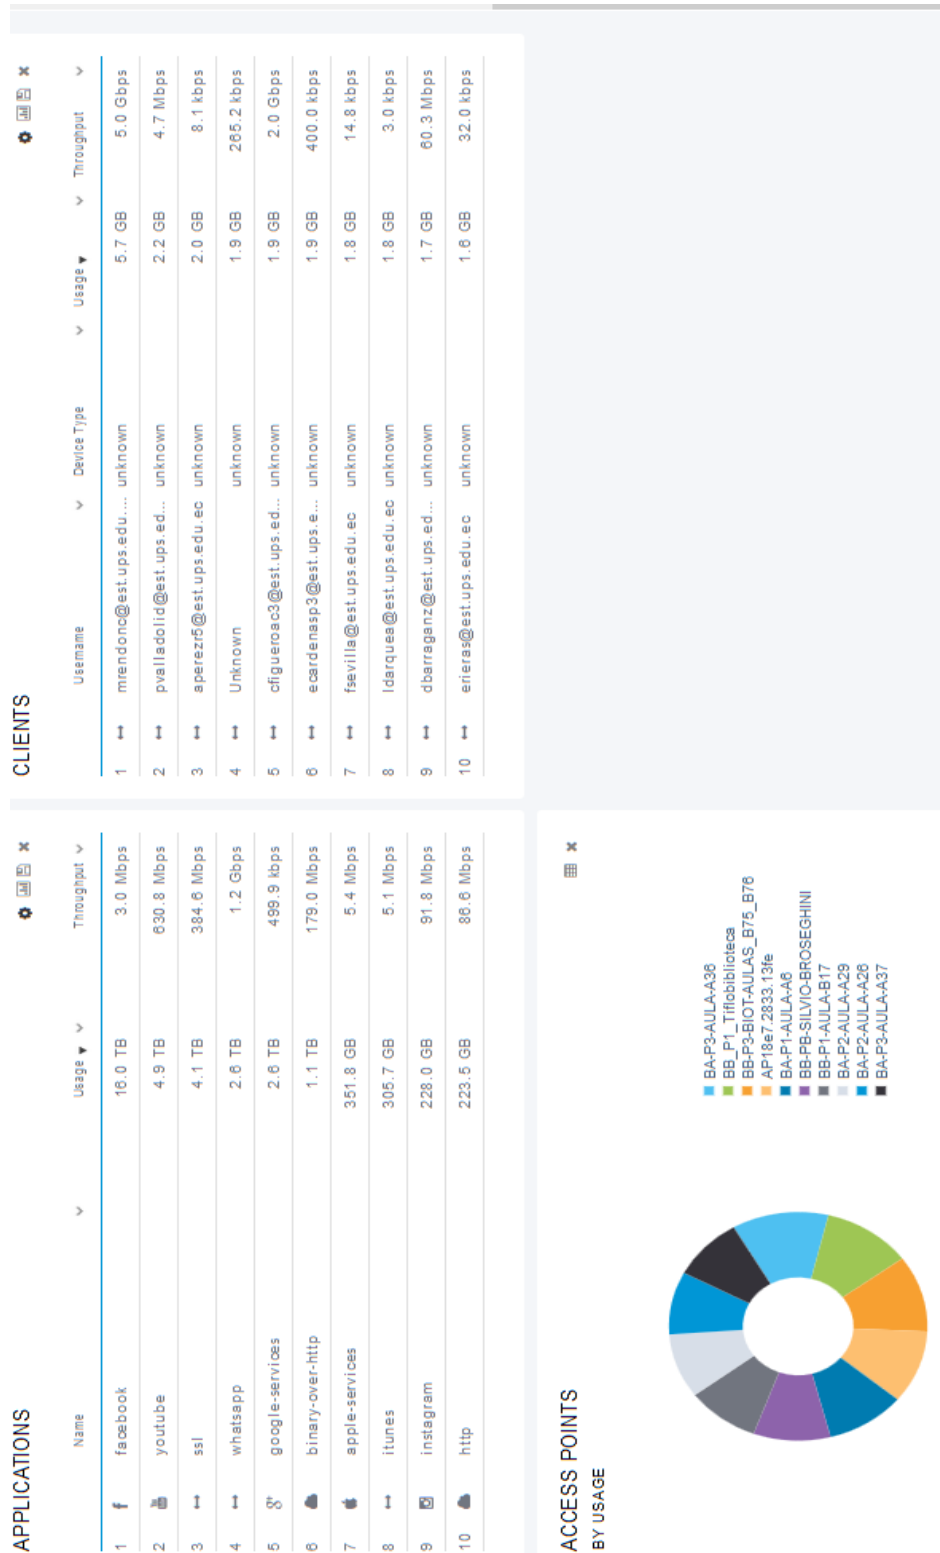 APPLICATIONS
Name Usage Throughput
1 facebook 16.0 TB 3.0 Mbps
2 youtube 4.9 TB 630.8 Mbps
3 ssl 4.1 TB 384.6 Mbps
4 whatsapp 2.6 TB 1.2 Gbps
5 google-services 2.6 TB 499.9 kbps
6 binary-over-http 1.1 TB 179.0 Mbps
7 apple-services 351.8 GB 5.4 Mbps
8 itunes 305.7 GB 5.1 Mbps
9 instagram 228.0 GB 91.8 Mbps
10 http 223.5 GB 86.6 Mbps
CLIENTS
Username Device Type Usage Throughput
1 mrendonc@est.ups.edu.... unknown 5.7 GB 5.0 Gbps
2 pvalladolid@est.ups.ed... unknown 2.2 GB 4.7 Mbps
3 aperezr5@est.ups.edu.ec unknown 2.0 GB 8.1 kbps
4 Unknown unknown 1.9 GB 265.2 kbps
5 cfigueroac3@est.ups.ed... unknown 1.9 GB 2.0 Gbps
6 ecardenasp3@est.ups.e... unknown 1.9 GB 400.0 kbps
7 fsevilla@est.ups.edu.ec unknown 1.8 GB 14.8 kbps
8 ldarquea@est.ups.edu.ec unknown 1.8 GB 3.0 kbps
9 dbarraganz@est.ups.ed... unknown 1.7 GB 60.3 Mbps
10 erieras@est.ups.edu.ec unknown 1.6 GB 32.0 kbps
ACCESS POINTS
BY USAGE
BA-P3-AULA-A36
BB_P1_Tiflobiblioteca
BB-P3-BIOT-AULAS_B75_B76
AP18e7.2833.13fe
BA-P1-AULA-A6
BB-PB-SILVIO-BROSEGHINI
BB-P1-AULA-B17
BA-P2-AULA-A29
BA-P2-AULA-A26
BA-P3-AULA-A37